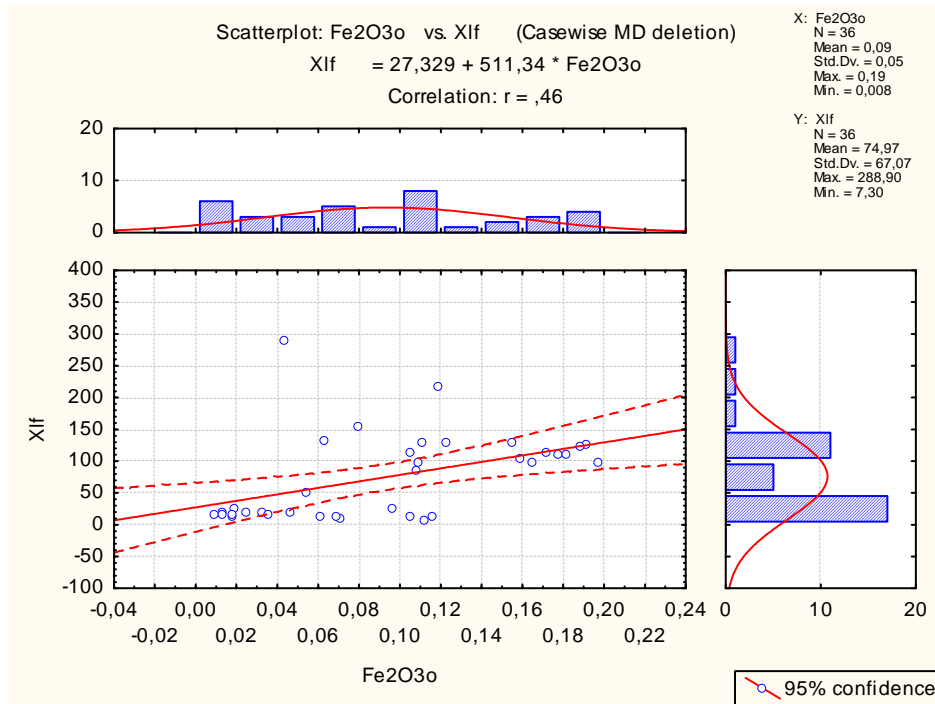 Scatterplot: Fe2O3o vs. Xlf (Casewise MD deletion)
Xlf = 27,329 + 511,34 * Fe2O3o
Correlation: r = ,46
X: Fe2O3o
N = 36
Mean = 0,09
Std.Dv. = 0,05
Max. = 0,19
Min. = 0,008
Y: Xlf
N = 36
Mean = 74,97
Std.Dv. = 67,07
Max. = 288,90
Min. = 7,30
20
10
0
400
350
300
250
200
150
100
50
0
-50
-100
Xlf
-0,04 0,00 0,04 0,08 0,12 0,16 0,20 0,24
-0,02 0,02 0,06 0,10 0,14 0,18 0,22
Fe2O3o
0 10 20
95% confidence